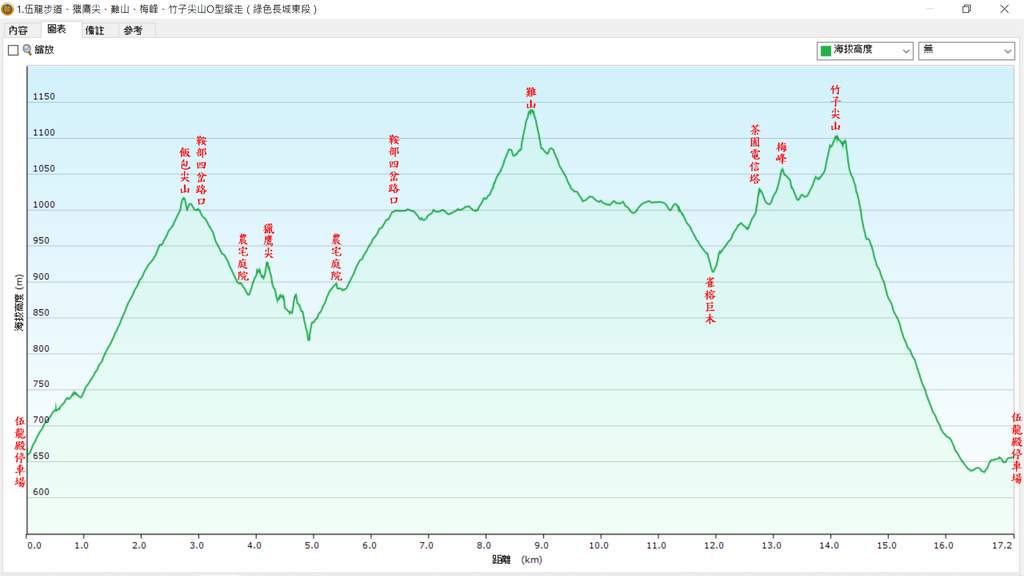 1.伍龍步道、獵鷹尖、難山、梅峰、竹子尖山O型縱走（綠色長城東段）
內容 圖表 備註 參考
縮放
海拔高度
無
1150
1100
1050
1000
950
900
850
800
750
700
650
600
海拔高度 (m)
伍龍殿停車場
飯包尖山
鞍部四岔路口
農宅庭院
獵鷹尖
農宅庭院
鞍部四岔路口
難山
雀榕巨木
茶園電信塔
梅峰
竹子尖山
伍龍殿停車場
0.0 1.0 2.0 3.0 4.0 5.0 6.0 7.0 8.0 9.0 10.0 11.0 12.0 13.0 14.0 15.0 16.0 17.2
距離 (km)